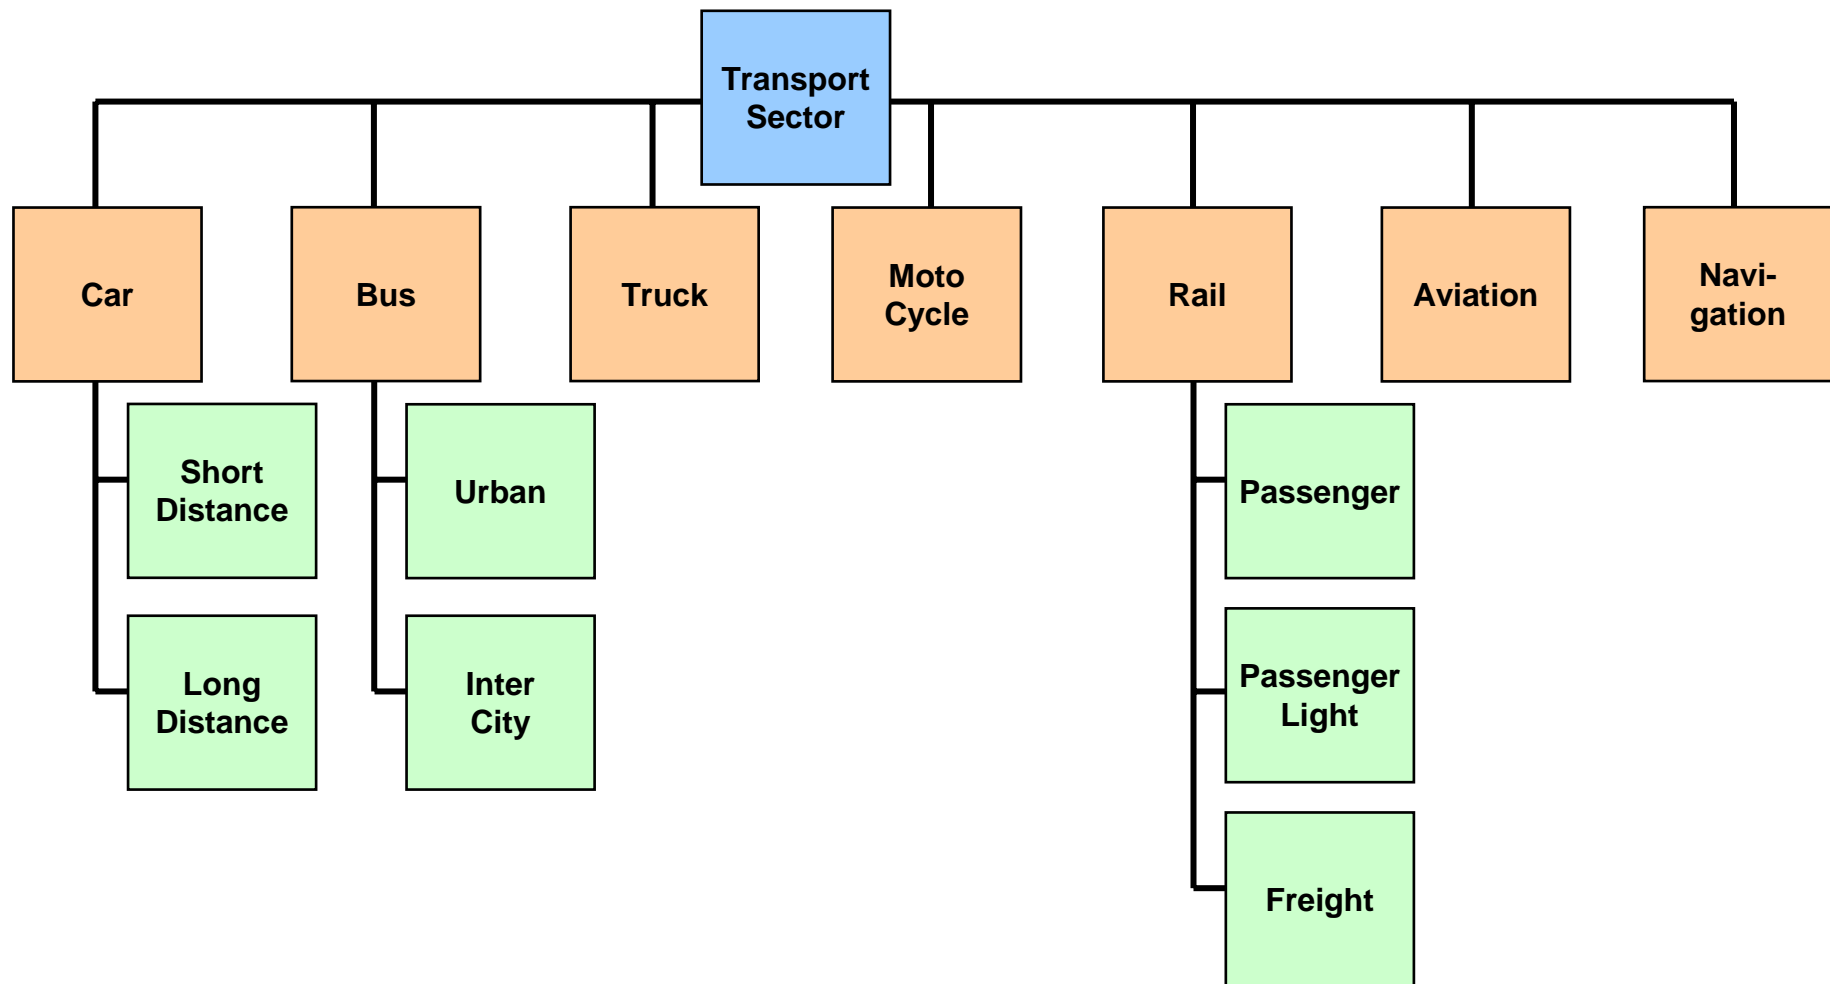 Transport
Sector
Car
Bus
Truck
Moto
Cycle
Rail
Aviation
Navi-
gation
Short
Distance
Urban
Passenger
Long
Distance
Inter
City
Passenger
Light
Freight